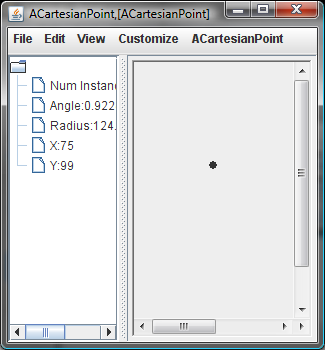 ACartesianPoint,[ACartesianPoint]
File Edit View Customize ACartesianPoint
Num Instanc
Angle:0.922
Radius:124.
X:75
Y:99